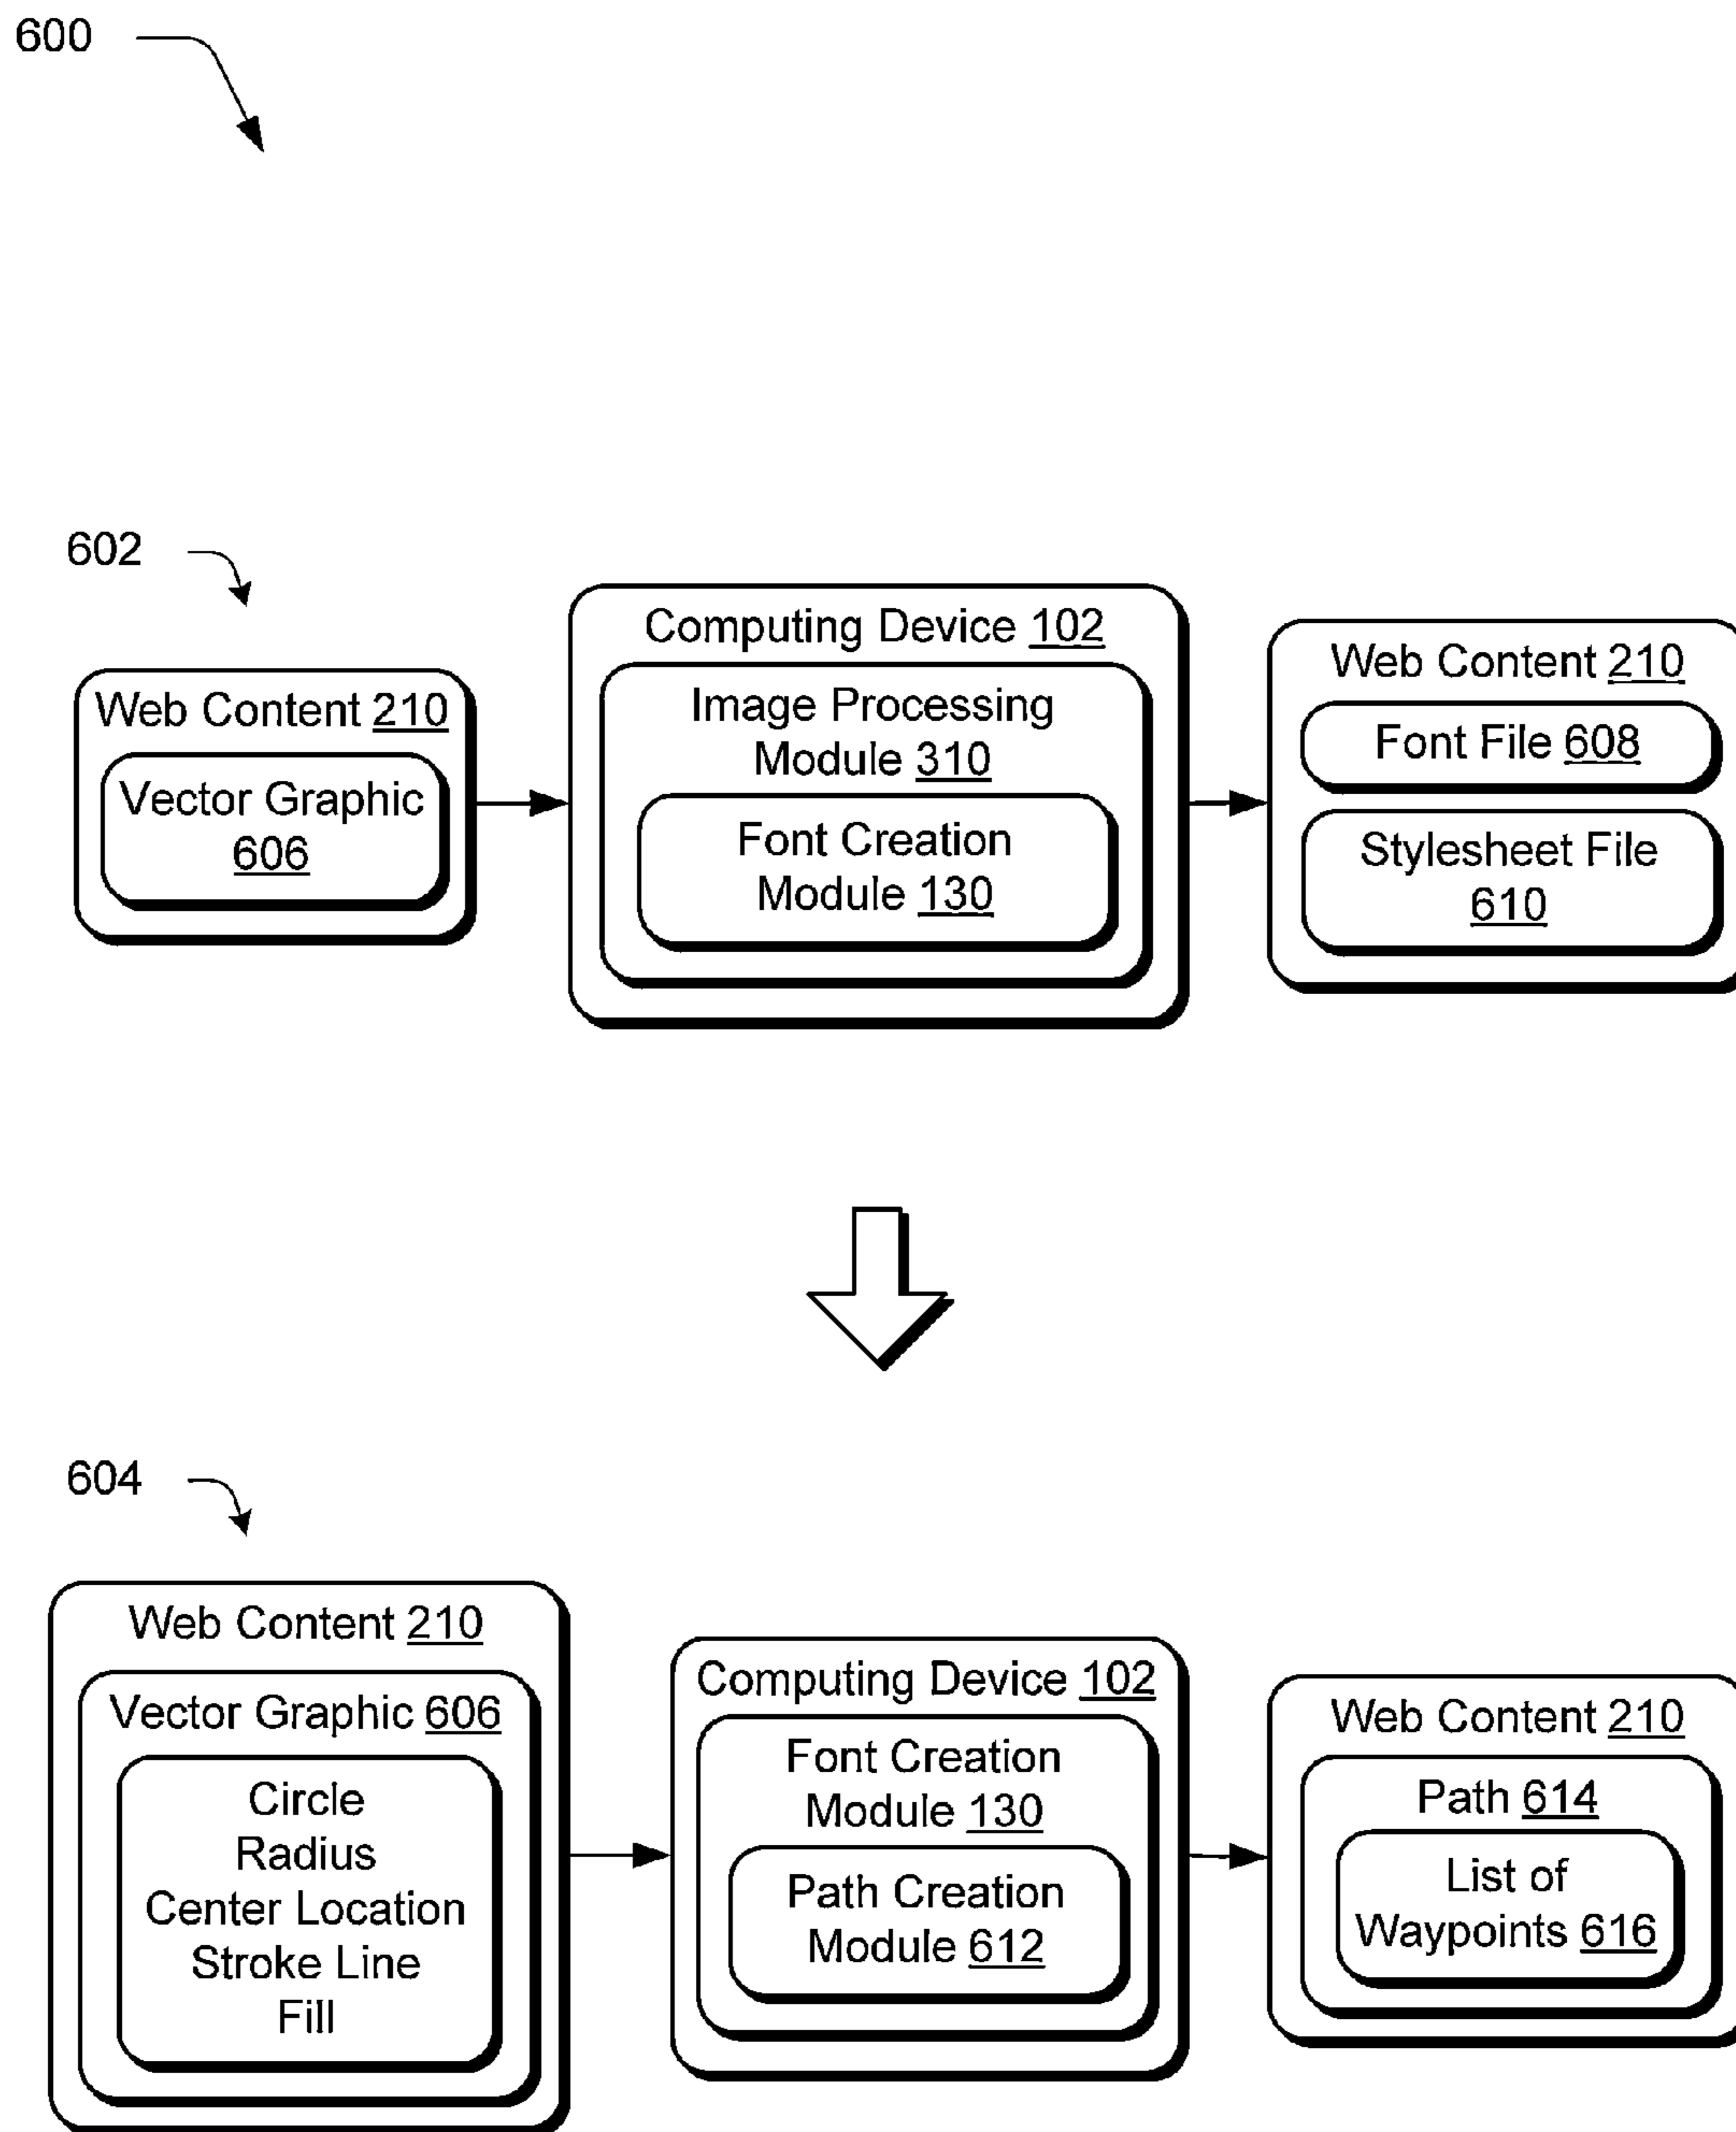 600
602
Web Content 210
Vector Graphic
606
Computing Device 102
Image Processing
Module 310
Font Creation
Module 130
Web Content 210
Font File 608
Stylesheet File
610
604
Web Content 210
Vector Graphic 606
Circle
Radius
Center Location
Stroke Line
Fill
Computing Device 102
Font Creation
Module 130
Path Creation
Module 612
Web Content 210
Path 614
List of
Waypoints 616